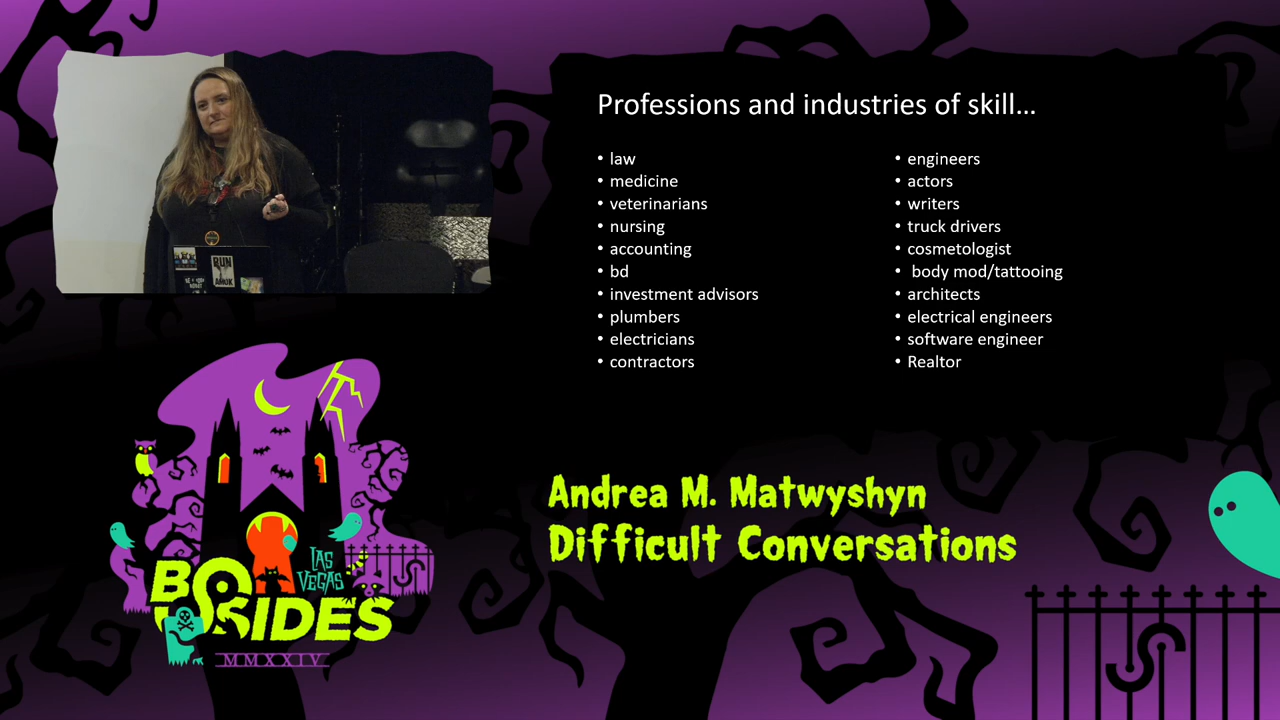 Professions and industries of skill...
• law
• medicine
• veterinarians
• nursing
• accounting
• bd
• investment advisors
• plumbers
• electricians
• contractors
• engineers
• actors
• writers
• truck drivers
• cosmetologist
• body mod/tattooing
• architects
• electrical engineers
• software engineer
• Realtor
RUN
AMOK
Andrea M. Matwyshyn
Difficult Conversations
LAS
VEGAS
BSIDES
MMXXIV